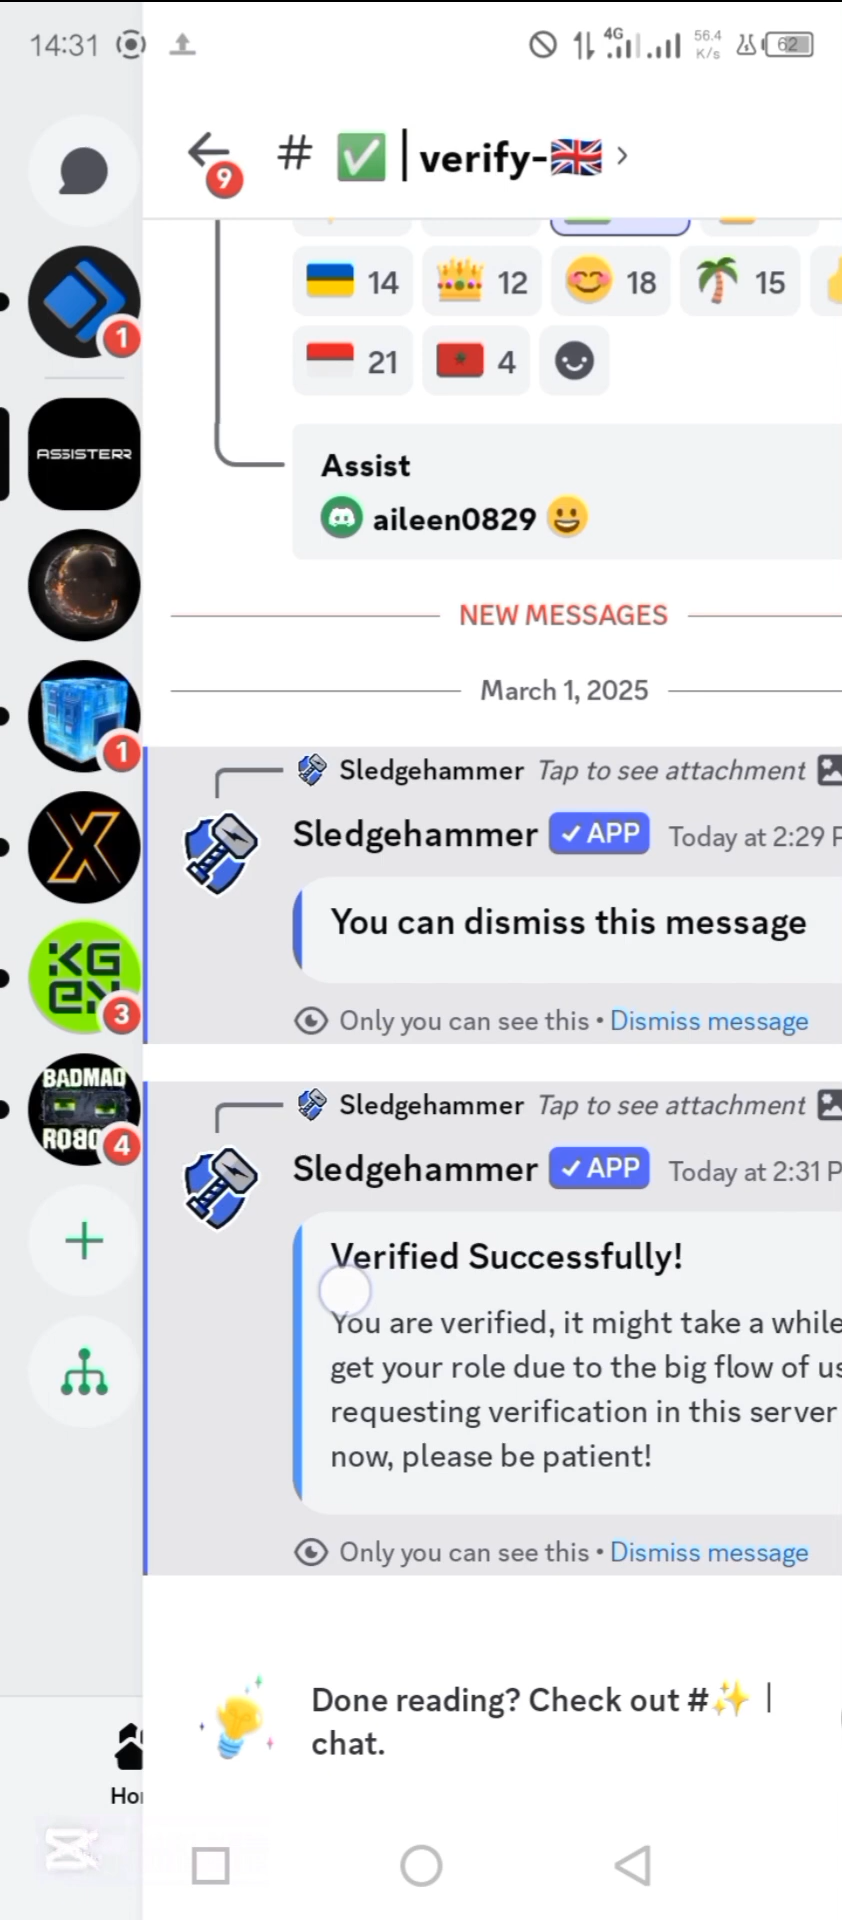 14:31
4G
56.4
K/s
62
9
# ✅ | verify-🇬🇧 ›
14
12
18
15
21
4
1
ASSISTERR
Assist
aileen0829 😀
NEW MESSAGES
March 1, 2025
1
Sledgehammer Tap to see attachment
Sledgehammer ✓ APP Today at 2:29 P
You can dismiss this message
Only you can see this • Dismiss message
X
KG
EN
3
BADMAD
ROBO
4
Sledgehammer Tap to see attachment
Sledgehammer ✓ APP Today at 2:31 P
Verified Successfully!
You are verified, it might take a while
get your role due to the big flow of us
requesting verification in this server
now, please be patient!
Only you can see this • Dismiss message
Done reading? Check out #✨ |
chat.
Hor